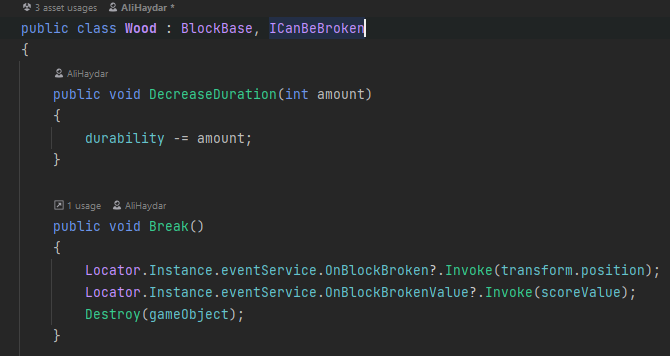 3 asset usages AliHaydar *
public class Wood : BlockBase, ICanBeBroken
{
AliHaydar
public void DecreaseDuration(int amount)
{
durability -= amount;
}
1 usage AliHaydar
public void Break()
{
Locator.Instance.eventService.OnBlockBroken?.Invoke(transform.position);
Locator.Instance.eventService.OnBlockBrokenValue?.Invoke(scoreValue);
Destroy(gameObject);
}